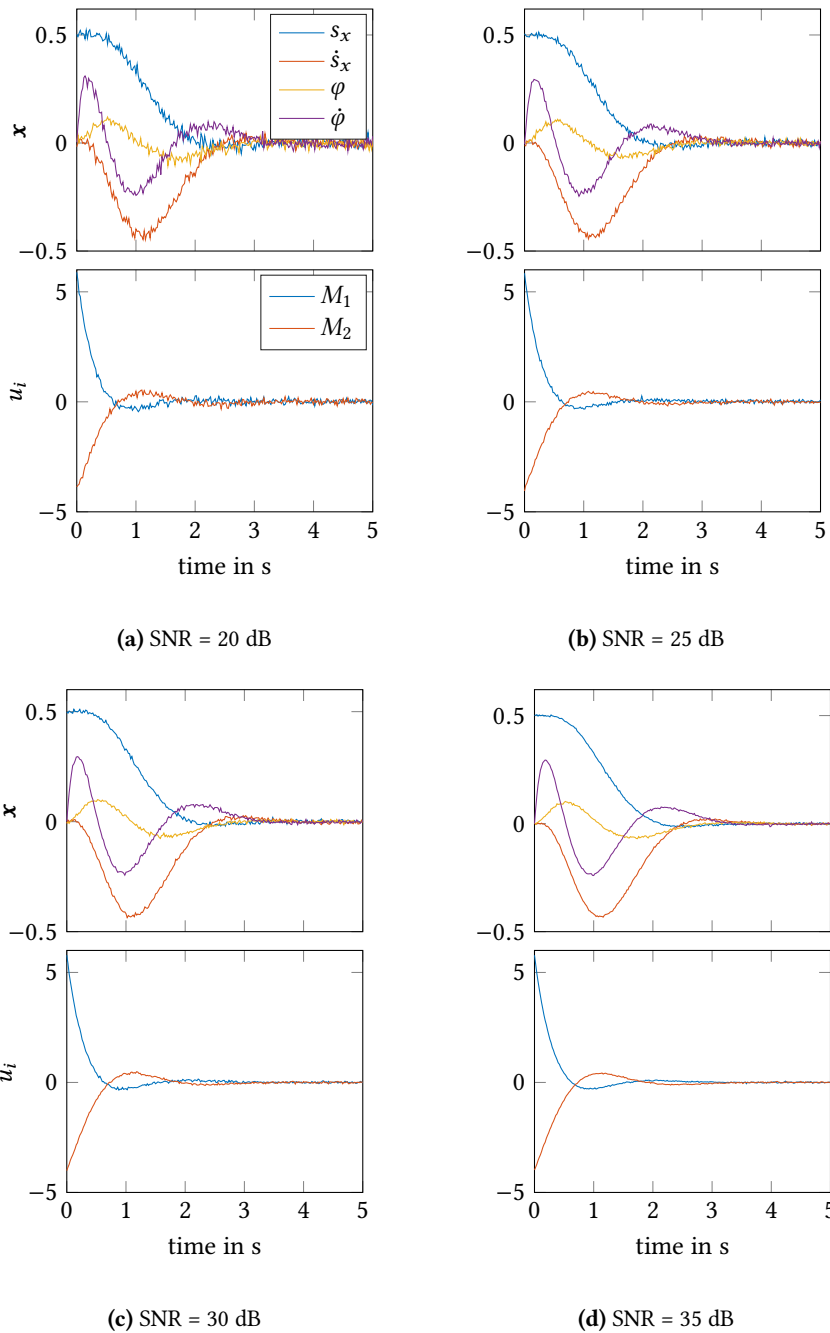 0.5
0
−0.5
x
s_x
ṡ_x
φ
φ̇
5
0
−5
u_i
M_1
M_2
0 1 2 3 4 5
time in s
(a) SNR = 20 dB
0.5
0
−0.5
5
0
−5
0 1 2 3 4 5
time in s
(b) SNR = 25 dB
0.5
0
−0.5
x
5
0
−5
u_i
0 1 2 3 4 5
time in s
(c) SNR = 30 dB
0.5
0
−0.5
5
0
−5
0 1 2 3 4 5
time in s
(d) SNR = 35 dB